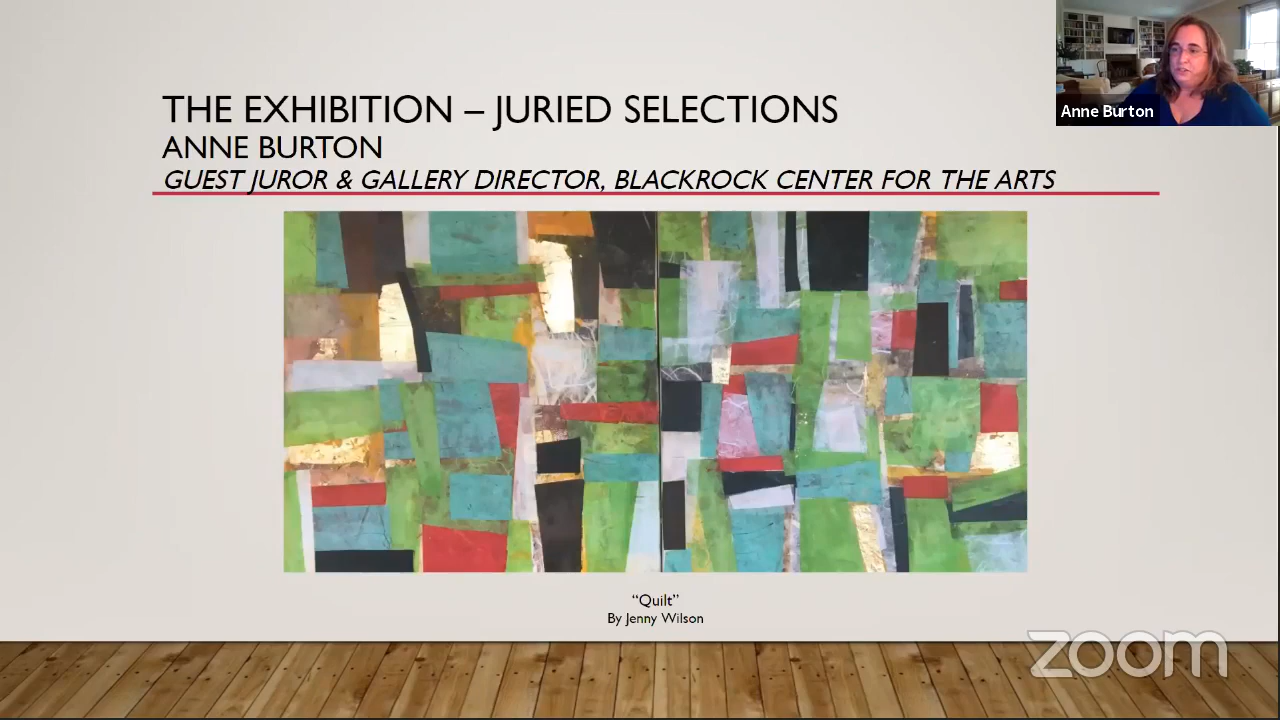 THE EXHIBITION – JURIED SELECTIONS
ANNE BURTON
GUEST JUROR & GALLERY DIRECTOR, BLACKROCK CENTER FOR THE ARTS
Anne Burton
“Quilt”
By Jenny Wilson
zoom